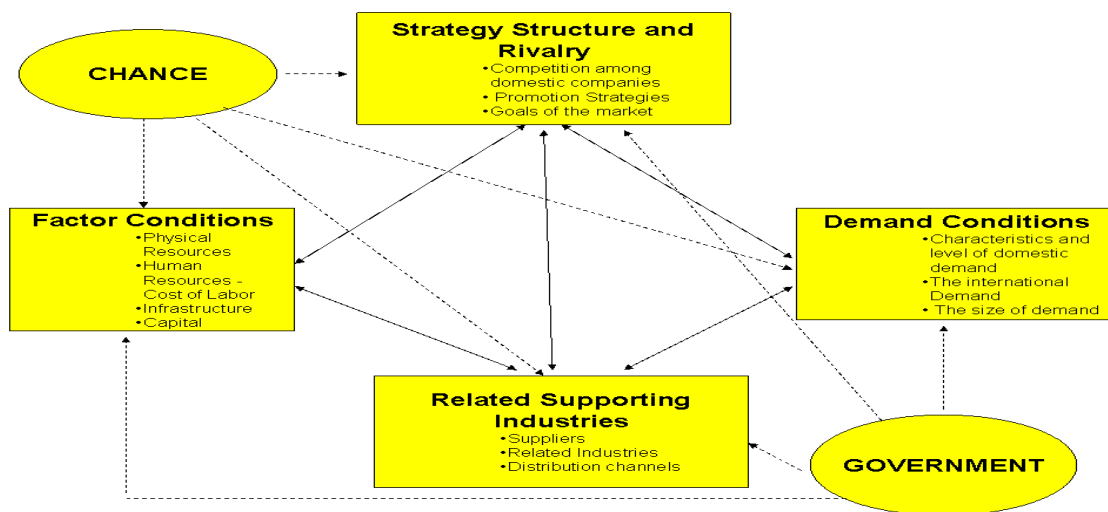 Strategy Structure and
Rivalry
•Competition among
domestic companies
• Promotion Strategies
•Goals of the market
CHANCE
Factor Conditions
•Physical
Resources
•Human
Resources -
Cost of Labor
•Infrastructure
•Capital
Demand Conditions
•Characteristics and
level of domestic
demand
•The international
Demand
• The size of demand
Related Supporting
Industries
•Suppliers
•Related Industries
•Distribution channels
GOVERNMENT